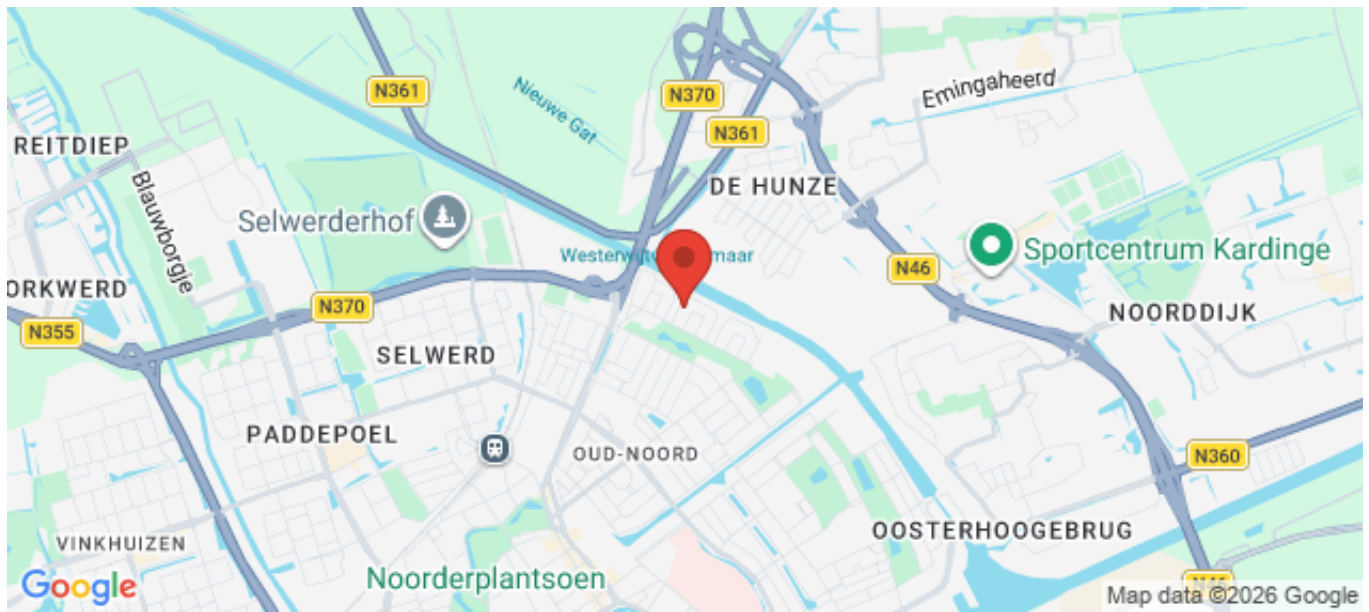 N361
N370
Nieuwe Gat
Emingaheerd
N361
REITDIEP
Blauwborgje
DE HUNZE
Selwerderhof
Sportcentrum Kardinge
N46
ORKWERD
N370
NOORDDIJK
N355
SELWERD
PADDEPOEL
OUD-NOORD
N360
OOSTERHOOGEBRUG
VINKHUIZEN
Noorderplantsoen
Google
N46
Map data ©2026 Google